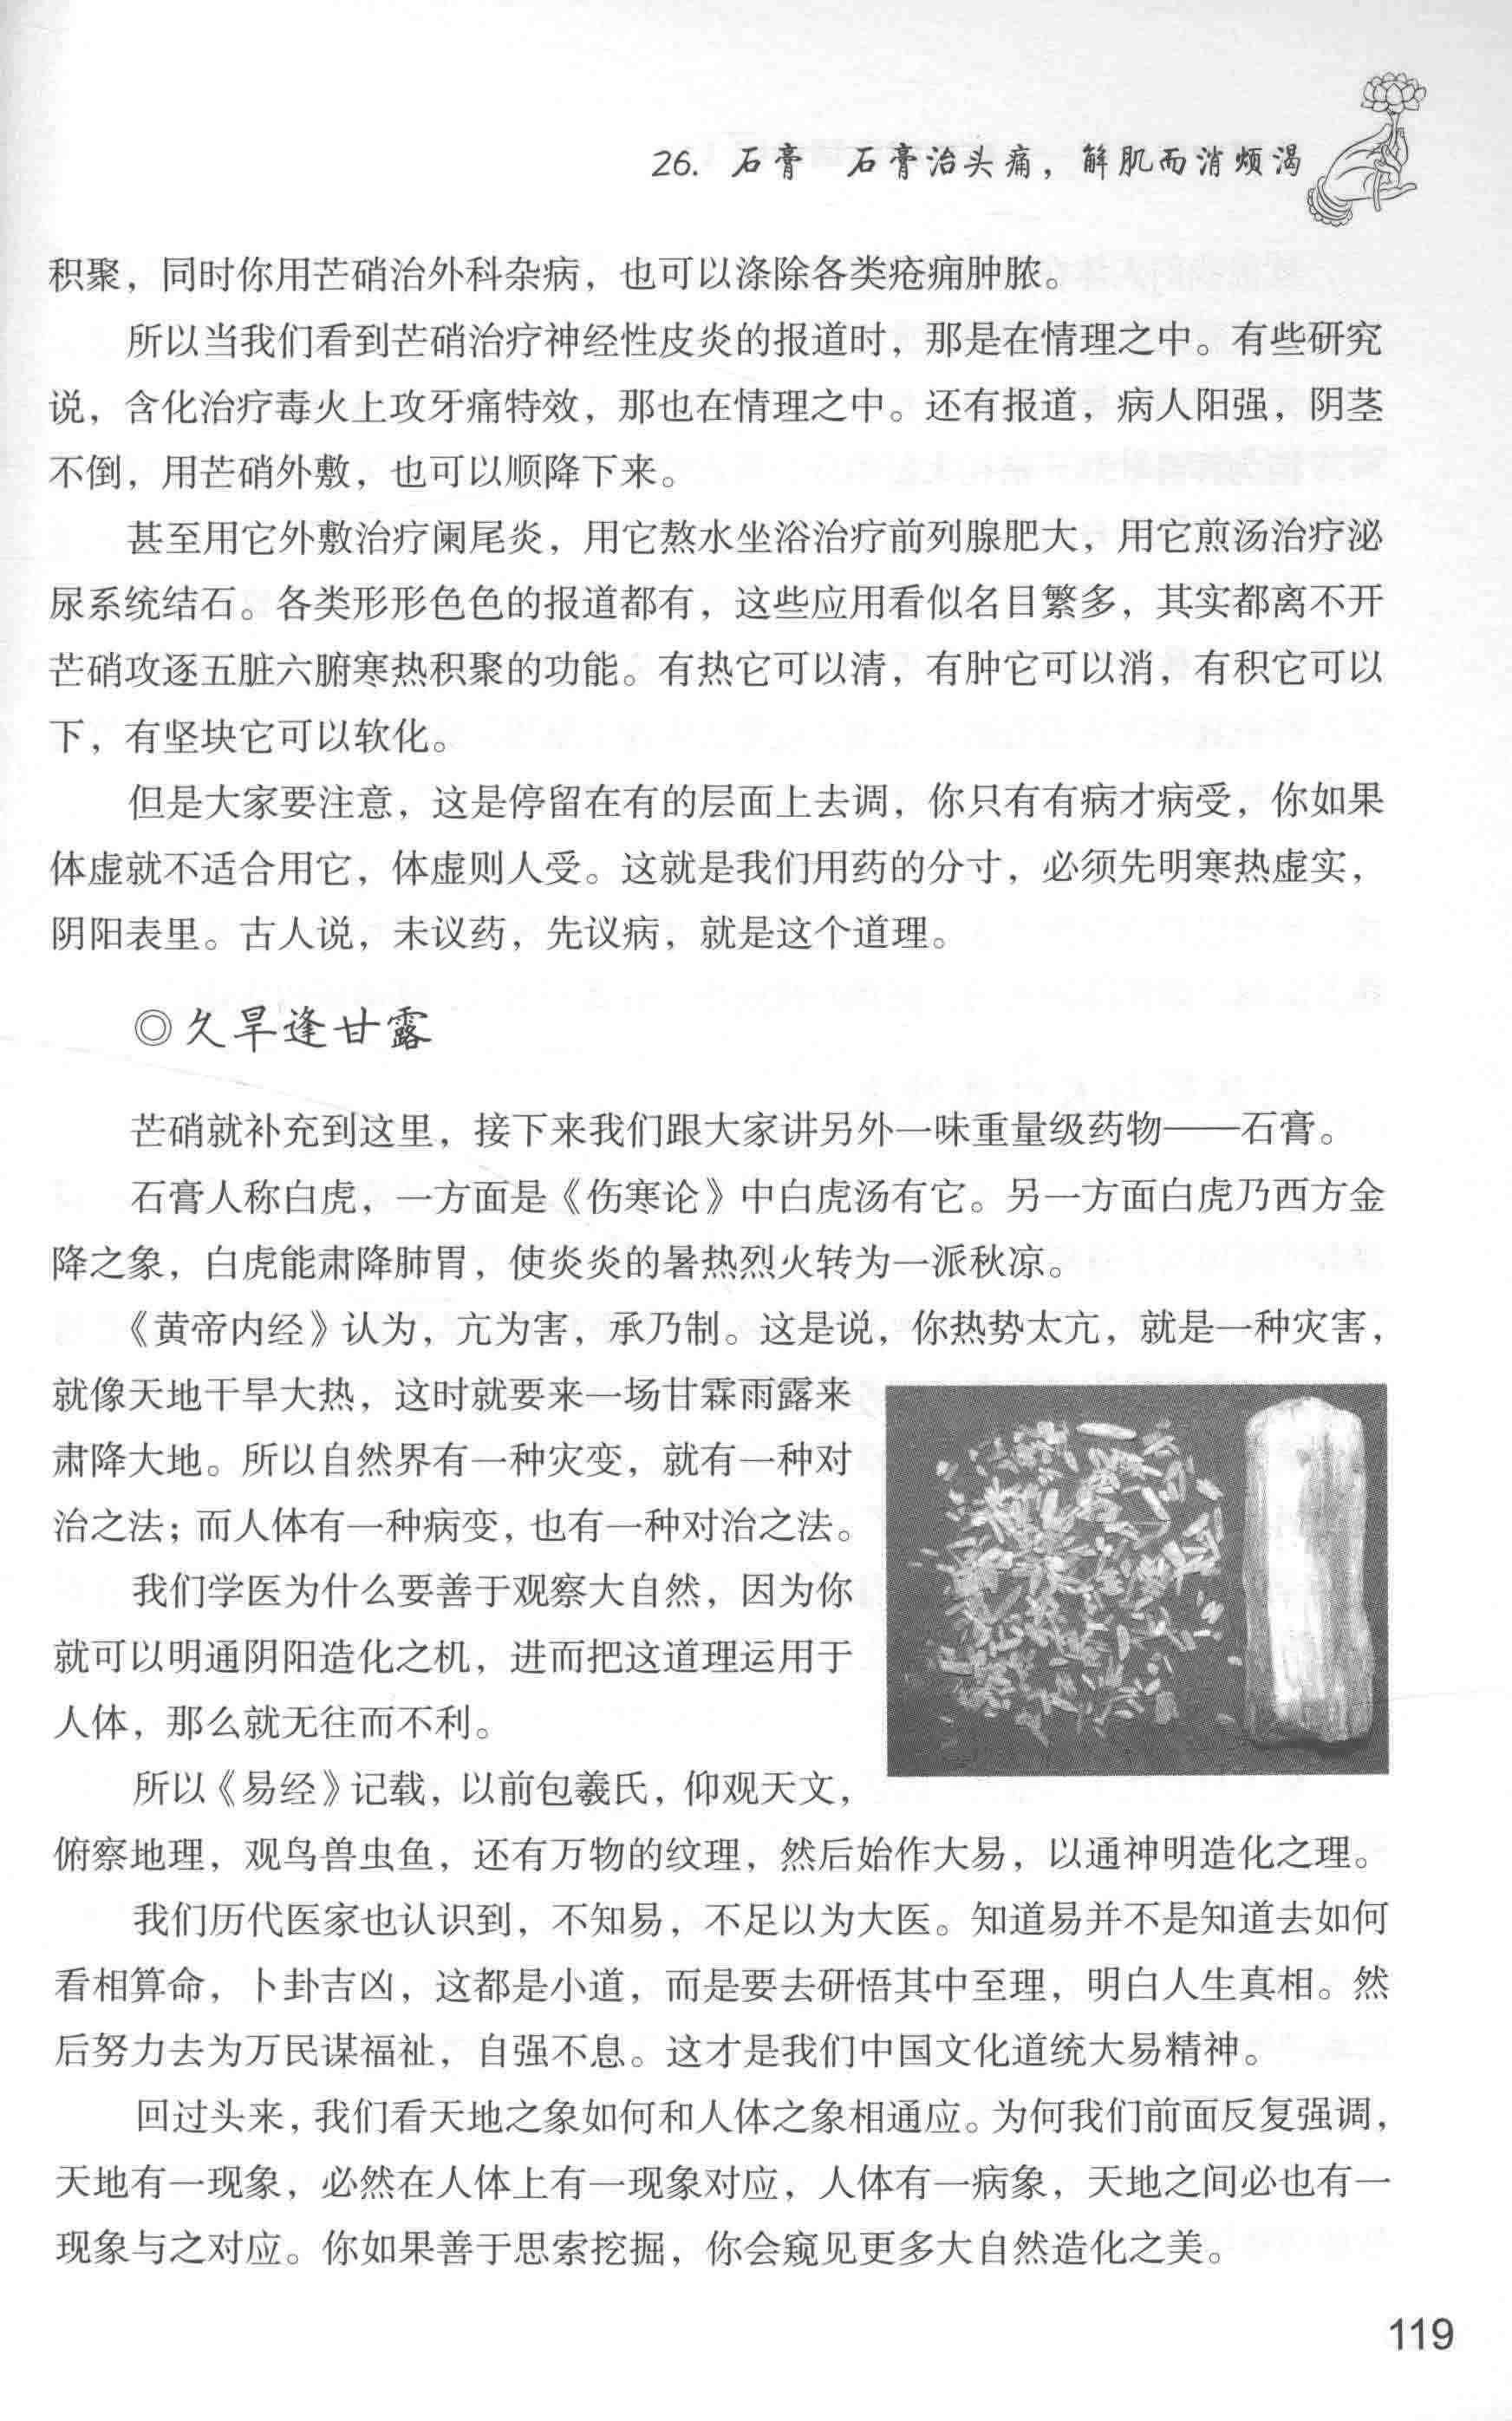 26. 石膏　石膏治头痛，解肌而消烦渴
积聚，同时你用芒硝治外科杂病，也可以涤除各类疮痈肿脓。
所以当我们看到芒硝治疗神经性皮炎的报道时，那是在情理之中。有些研究
说，含化治疗毒火上攻牙痛特效，那也在情理之中。还有报道，病人阳强，阴茎
不倒，用芒硝外敷，也可以顺降下来。
甚至用它外敷治疗阑尾炎，用它熬水坐浴治疗前列腺肥大，用它煎汤治疗泌
尿系统结石。各类形形色色的报道都有，这些应用看似名目繁多，其实都离不开
芒硝攻逐五脏六腑寒热积聚的功能。有热它可以清，有肿它可以消，有积它可以
下，有坚块它可以软化。
但是大家要注意，这是停留在有的层面上去调，你只有有病才病受，你如果
体虚就不适合用它，体虚则人受。这就是我们用药的分寸，必须先明寒热虚实，
阴阳表里。古人说，未议药，先议病，就是这个道理。
◎久旱逢甘露
芒硝就补充到这里，接下来我们跟大家讲另外一味重量级药物——石膏。
石膏人称白虎，一方面是《伤寒论》中白虎汤有它。另一方面白虎乃西方金
降之象，白虎能肃降肺胃，使炎炎的暑热烈火转为一派秋凉。
《黄帝内经》认为，亢为害，承乃制。这是说，你热势太亢，就是一种灾害，
就像天地干旱大热，这时就要来一场甘霖雨露来
肃降大地。所以自然界有一种灾变，就有一种对
治之法；而人体有一种病变，也有一种对治之法。
我们学医为什么要善于观察大自然，因为你
就可以明通阴阳造化之机，进而把这道理运用于
人体，那么就无往而不利。
所以《易经》记载，以前包羲氏，仰观天文，
俯察地理，观鸟兽虫鱼，还有万物的纹理，然后始作大易，以通神明造化之理。
我们历代医家也认识到，不知易，不足以为大医。知道易并不是知道去如何
看相算命，卜卦吉凶，这都是小道，而是要去研悟其中至理，明白人生真相。然
后努力去为万民谋福祉，自强不息。这才是我们中国文化道统大易精神。
回过头来，我们看天地之象如何和人体之象相通应。为何我们前面反复强调，
天地有一现象，必然在人体上有一现象对应，人体有一病象，天地之间必也有一
现象与之对应。你如果善于思索挖掘，你会窥见更多大自然造化之美。
119